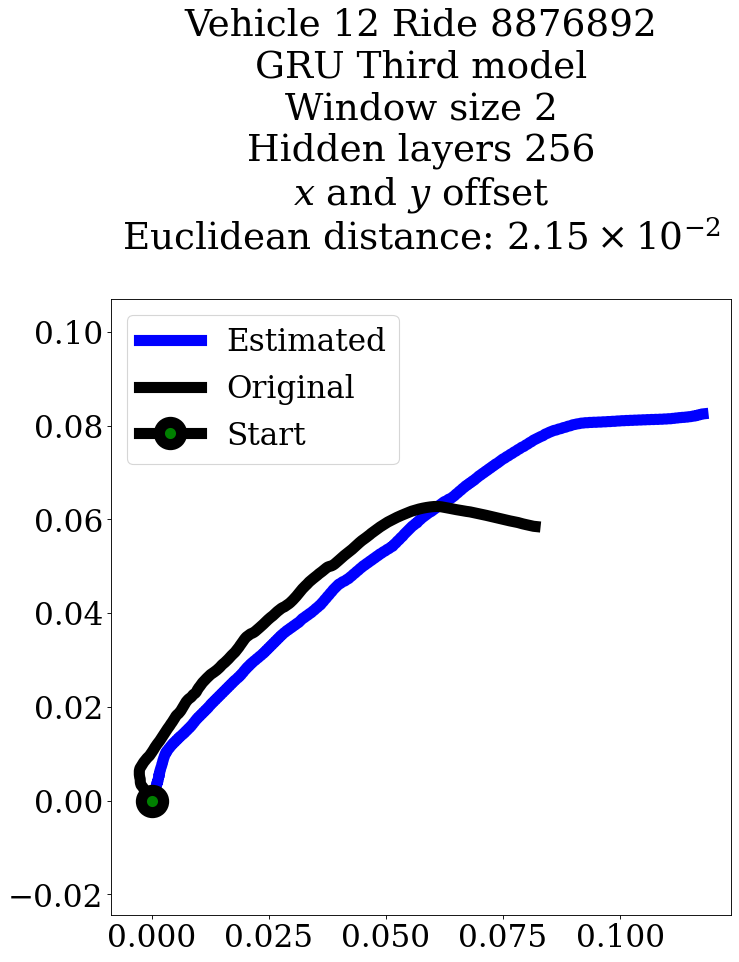 Vehicle 12 Ride 8876892
GRU Third model
Window size 2
Hidden layers 256
x and y offset
Euclidean distance: 2.15 × 10⁻²
Estimated
Original
Start
0.10
0.08
0.06
0.04
0.02
0.00
−0.02
0.000 0.025 0.050 0.075 0.100